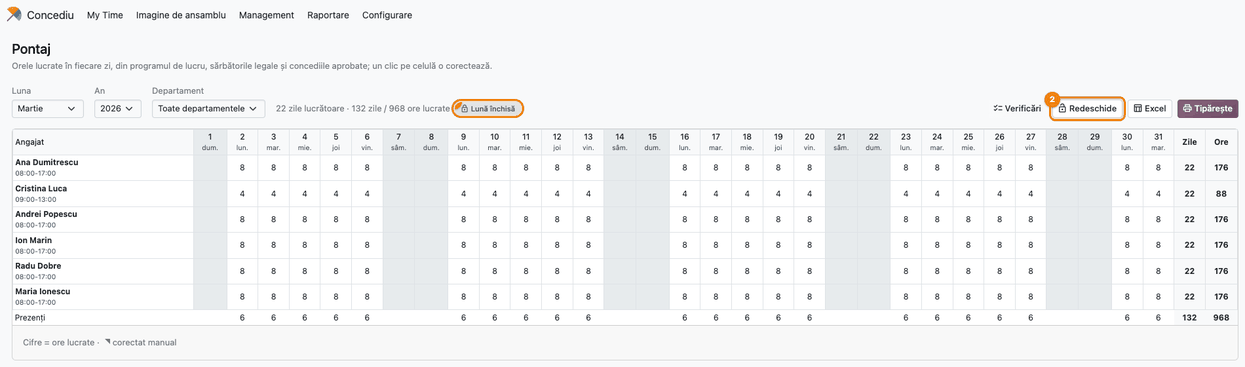 Concediu My Time Imagine de ansamblu Management Raportare Configurare
Pontaj
Orele lucrate în fiecare zi, din programul de lucru, sărbătorile legale și concediile aprobate; un clic pe celulă o corectează.
Luna An Departament
Martie 2026 Toate departamentele 22 zile lucrătoare · 132 zile / 968 ore lucrate Lună închisă Verificări 2 Redeschide Excel Tipărește
Angajat 1 2 3 4 5 6 7 8 9 10 11 12 13 14 15 16 17 18 19 20 21 22 23 24 25 26 27 28 29 30 31 Zile Ore
dum. lun. mar. mie. joi vin. sâm. dum. lun. mar. mie. joi vin. sâm. dum. lun. mar. mie. joi vin. sâm. dum. lun. mar. mie. joi vin. sâm. dum. lun. mar.
Ana Dumitrescu 8 8 8 8 8 8 8 8 8 8 8 8 8 8 8 8 8 8 8 8 8 8 22 176
08:00-17:00
Cristina Luca 4 4 4 4 4 4 4 4 4 4 4 4 4 4 4 4 4 4 4 4 4 4 22 88
09:00-13:00
Andrei Popescu 8 8 8 8 8 8 8 8 8 8 8 8 8 8 8 8 8 8 8 8 8 8 22 176
08:00-17:00
Ion Marin 8 8 8 8 8 8 8 8 8 8 8 8 8 8 8 8 8 8 8 8 8 8 22 176
08:00-17:00
Radu Dobre 8 8 8 8 8 8 8 8 8 8 8 8 8 8 8 8 8 8 8 8 8 8 22 176
08:00-17:00
Maria Ionescu 8 8 8 8 8 8 8 8 8 8 8 8 8 8 8 8 8 8 8 8 8 8 22 176
08:00-17:00
Prezenți 6 6 6 6 6 6 6 6 6 6 6 6 6 6 6 6 6 6 6 6 6 6 132 968
Cifre = ore lucrate · corectat manual